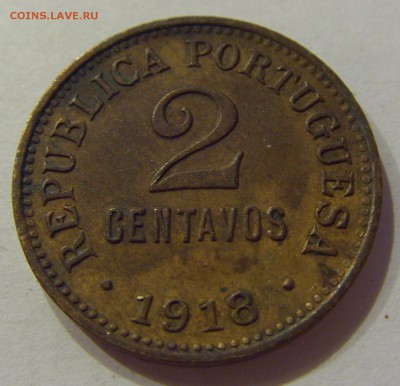 COINS.LAVE.RU
REPUBLICA PORTUGUESA
2
CENTAVOS
• 1918 •